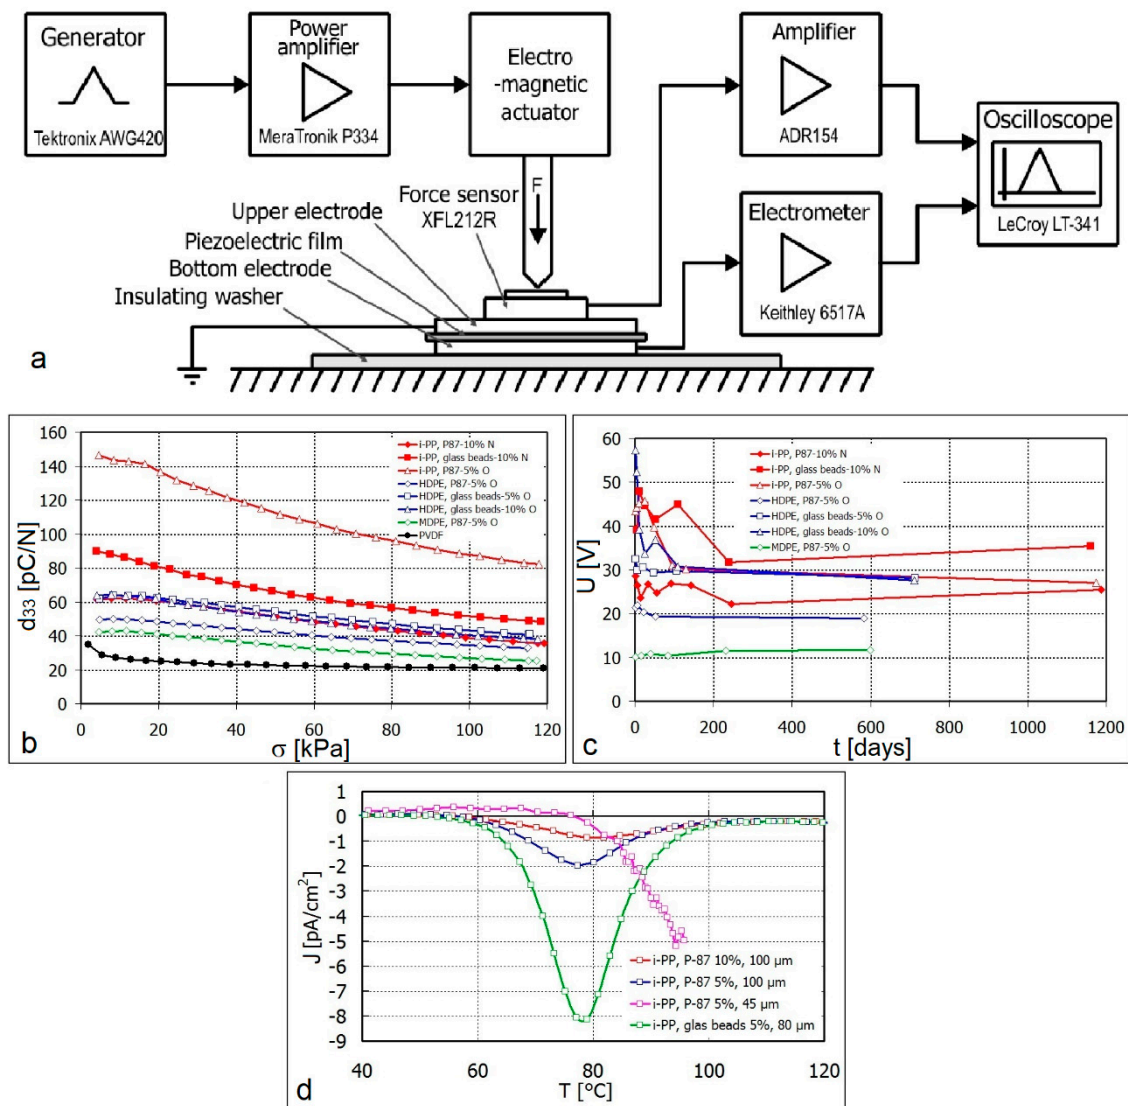 Generator
Tektronix AWG420
Power
amplifier
MeraTronik P334
Electro
-magnetic
actuator
Amplifier
ADR154
Oscilloscope
LeCroy LT-341
Electrometer
Keithley 6517A
F
Force sensor
XFL212R
Upper electrode
Piezoelectric film
Bottom electrode
Insulating washer
a
160
140
120
100
80
60
40
20
0
d33 [pC/N]
i-PP, P87-10% N
i-PP, glass beads-10% N
i-PP, P87-5% O
HDPE, P87-5% O
HDPE, glass beads-5% O
HDPE, glass beads-10% O
MDPE, P87-5% O
PVDF
0 20 40 60 80 100 120
σ [kPa]
b
60
50
40
30
20
10
0
U [V]
i-PP, P87-10% N
i-PP, glass beads-10% N
i-PP, P87-5% O
HDPE, P87-5% O
HDPE, glass beads-5% O
HDPE, glass beads-10% O
MDPE, P87-5% O
0 200 400 600 800 1000 1200
t [days]
c
1
0
-1
-2
-3
-4
-5
-6
-7
-8
-9
J [pA/cm²]
i-PP, P-87 10%, 100 µm
i-PP, P-87 5%, 100 µm
i-PP, P-87 5%, 45 µm
i-PP, glas beads 5%, 80 µm
40 60 80 100 120
T [°C]
d